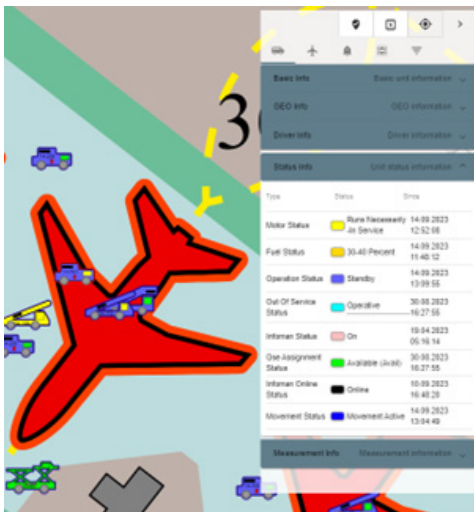 30
Basic Info Basic unit information
GEO Info GEO information
Driver Info Driver information
Status Info Unit status information
Type Status Since
Motor Status Runs Necessarily 14.09.2023
In Service 12:52:08
Fuel Status 30-40 Percent 14.09.2023
11:40:12
Operation Status Standby 14.09.2023
13:09:55
Out Of Service Operative 30.08.2023
Status 16:27:55
Infoman Status On 19.04.2023
05:16:14
Gse Assignment Available (Avail) 30.08.2023
Status 16:27:55
Infoman Online Online 10.09.2023
Status 16:40:28
Movement Status Movement Active 14.09.2023
13:04:49
Measurement Info Measurement information